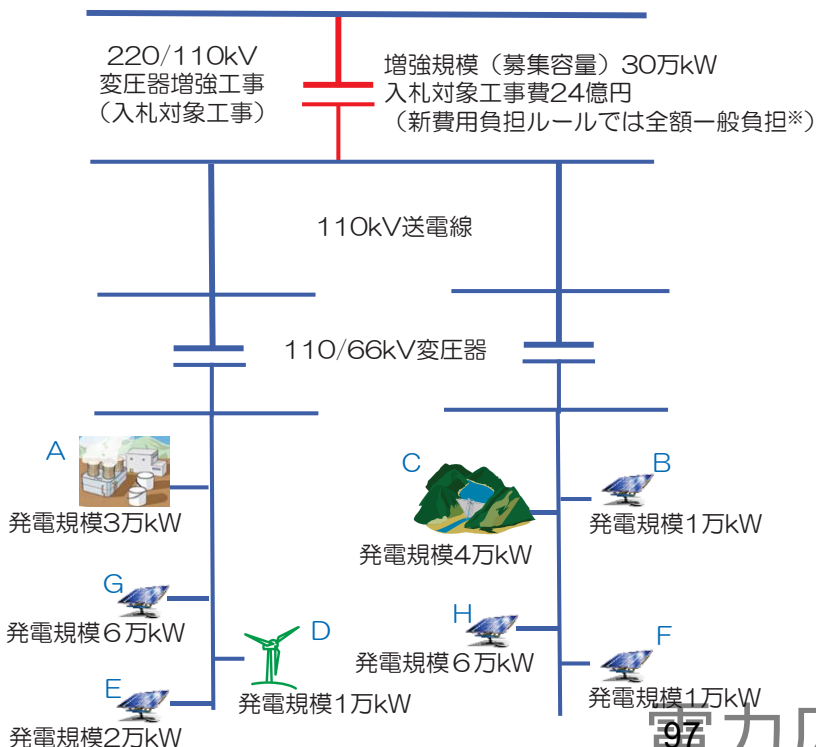 220/110kV
変圧器増強工事
(入札対象工事)
増強規模(募集容量)30万kW
入札対象工事費24億円
(新費用負担ルールでは全額一般負担※)
110kV送電線
110/66kV変圧器
A
発電規模3万kW
C
発電規模4万kW
B
発電規模1万kW
G
発電規模6万kW
D
発電規模1万kW
H
発電規模6万kW
F
発電規模1万kW
E
発電規模2万kW
97
電力